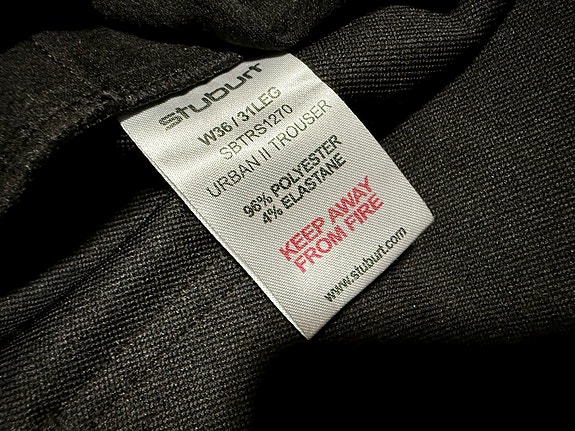 stuburt
W36 / 31LEG
SBTRS1270
URBAN II TROUSER
96% POLYESTER
4% ELASTANE
KEEP AWAY
FROM FIRE
www.stuburt.com